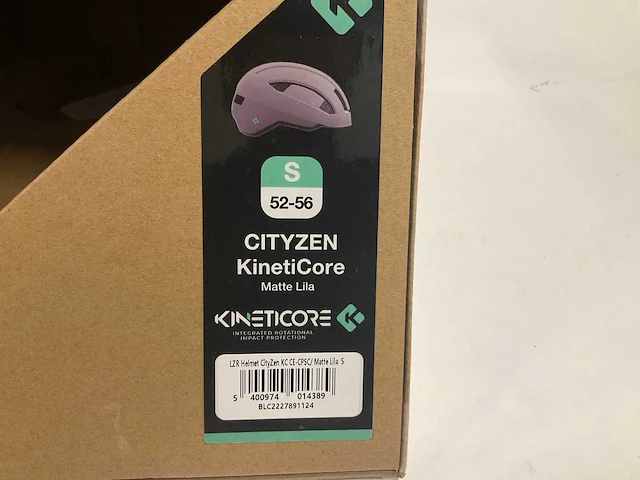 S
52-56
CITYZEN
KinetiCore
Matte Lila
KINETICORE
INTEGRATED ROTATIONAL
IMPACT PROTECTION
LZR Helmet CityZen KC CE-CPSC/ Matte Lila S
5 400974 014389
BLC2227891124